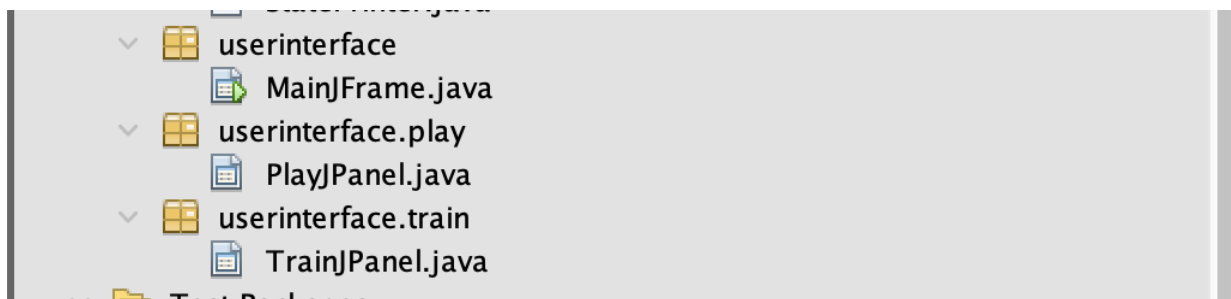 userinterface
MainJFrame.java
userinterface.play
PlayJPanel.java
userinterface.train
TrainJPanel.java